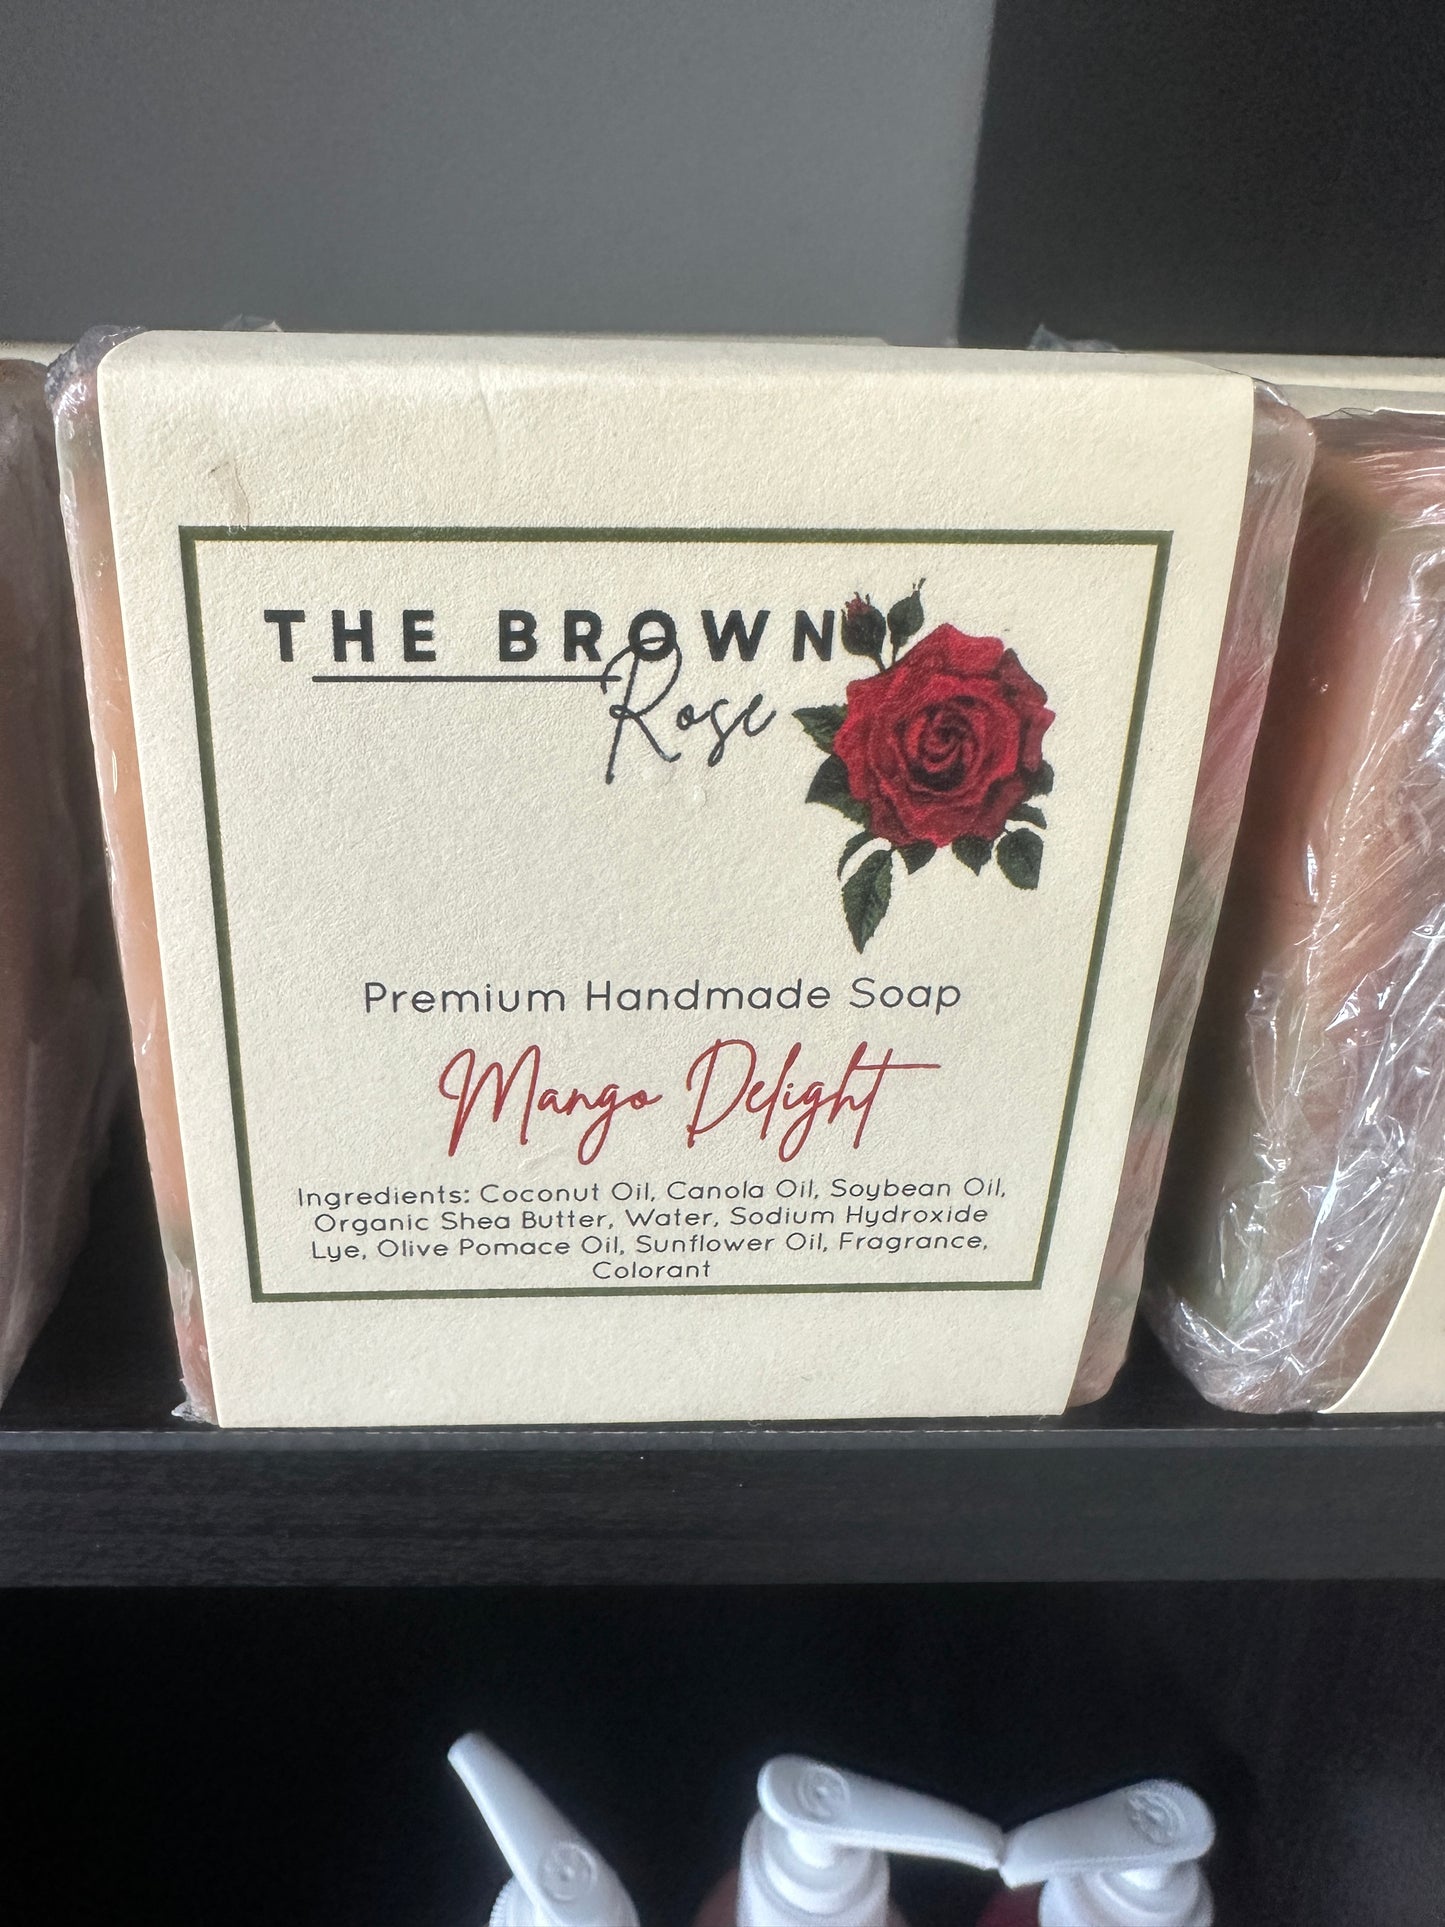 THE BROWN
Rose
Premium Handmade Soap
Mango Delight
Ingredients: Coconut Oil, Canola Oil, Soybean Oil,
Organic Shea Butter, Water, Sodium Hydroxide
Lye, Olive Pomace Oil, Sunflower Oil, Fragrance,
Colorant